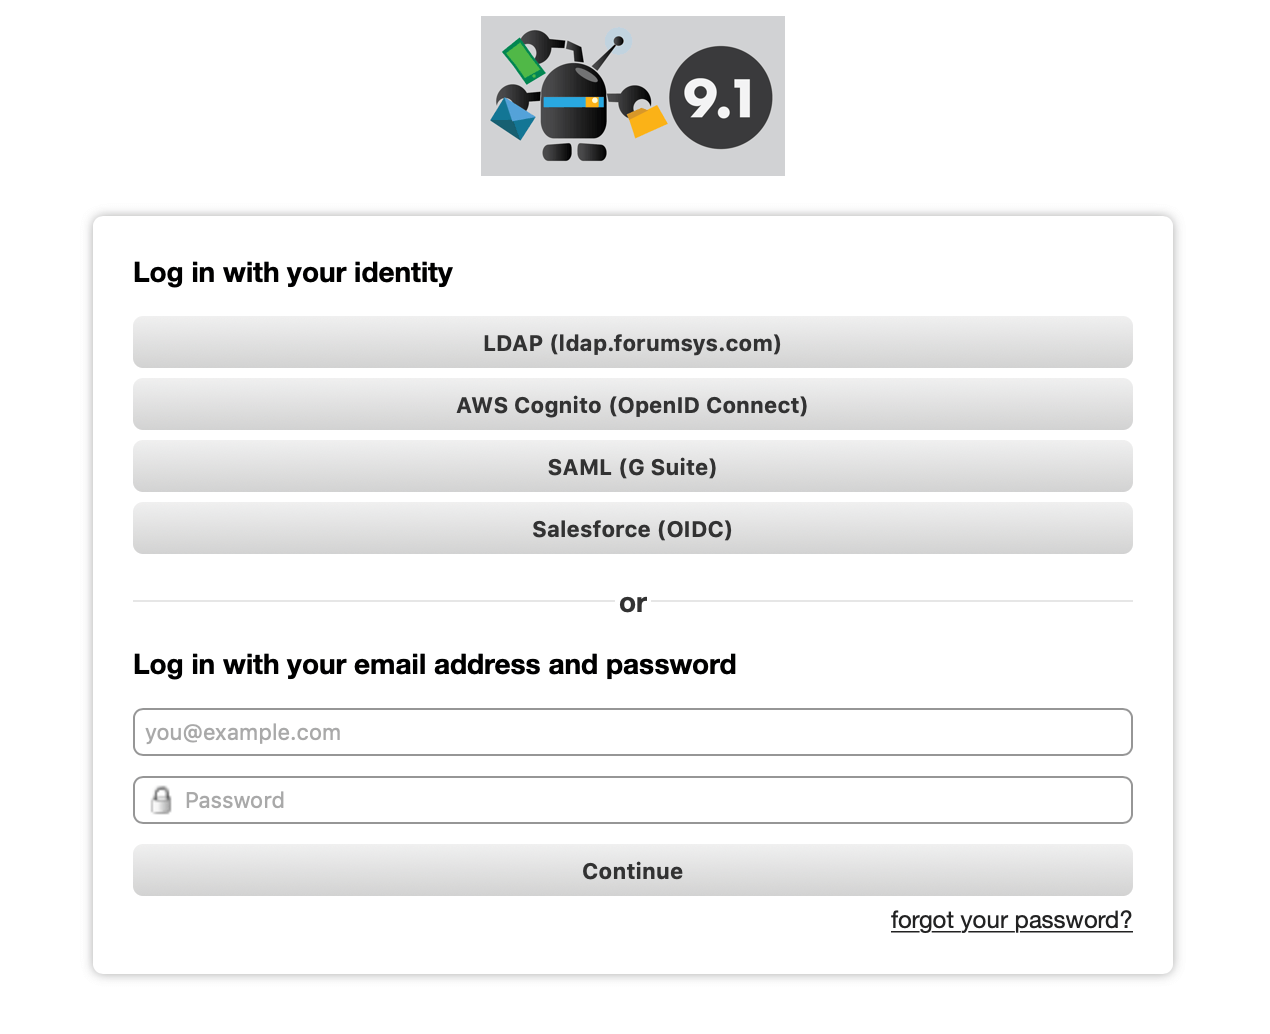 9.1
Log in with your identity
LDAP (ldap.forumsys.com)
AWS Cognito (OpenID Connect)
SAML (G Suite)
Salesforce (OIDC)
or
Log in with your email address and password
you@example.com
Password
Continue
forgot your password?